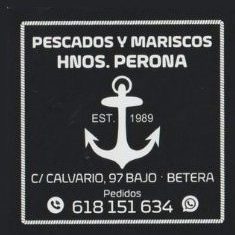 PESCADOS Y MARISCOS
HNOS. PERONA
EST. 1989
C/ CALVARIO, 97 BAJO · BETERA
Pedidos
618 151 634